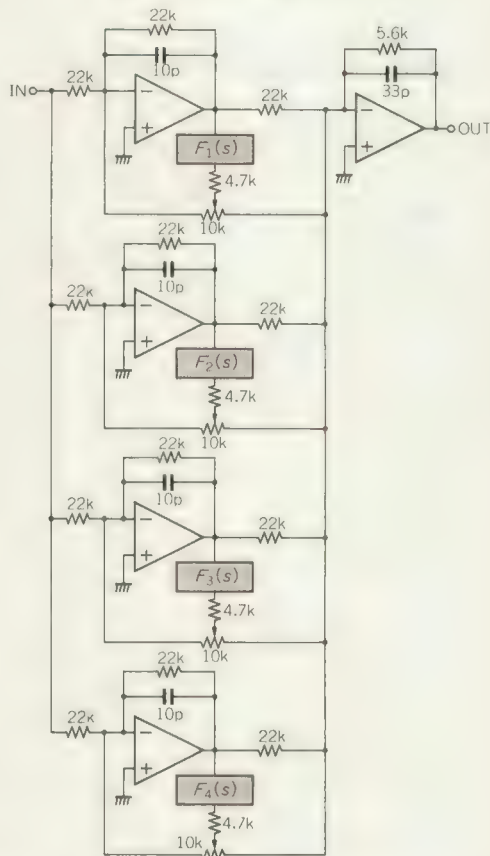 22k
10p
5.6k
33p
IN
22k
22k
OUT
F₁(s)
4.7k
10k
22k
10p
22k
22k
F₂(s)
4.7k
10k
22k
10p
22k
22k
F₃(s)
4.7k
10k
22k
10p
22k
22k
F₄(s)
4.7k
10k